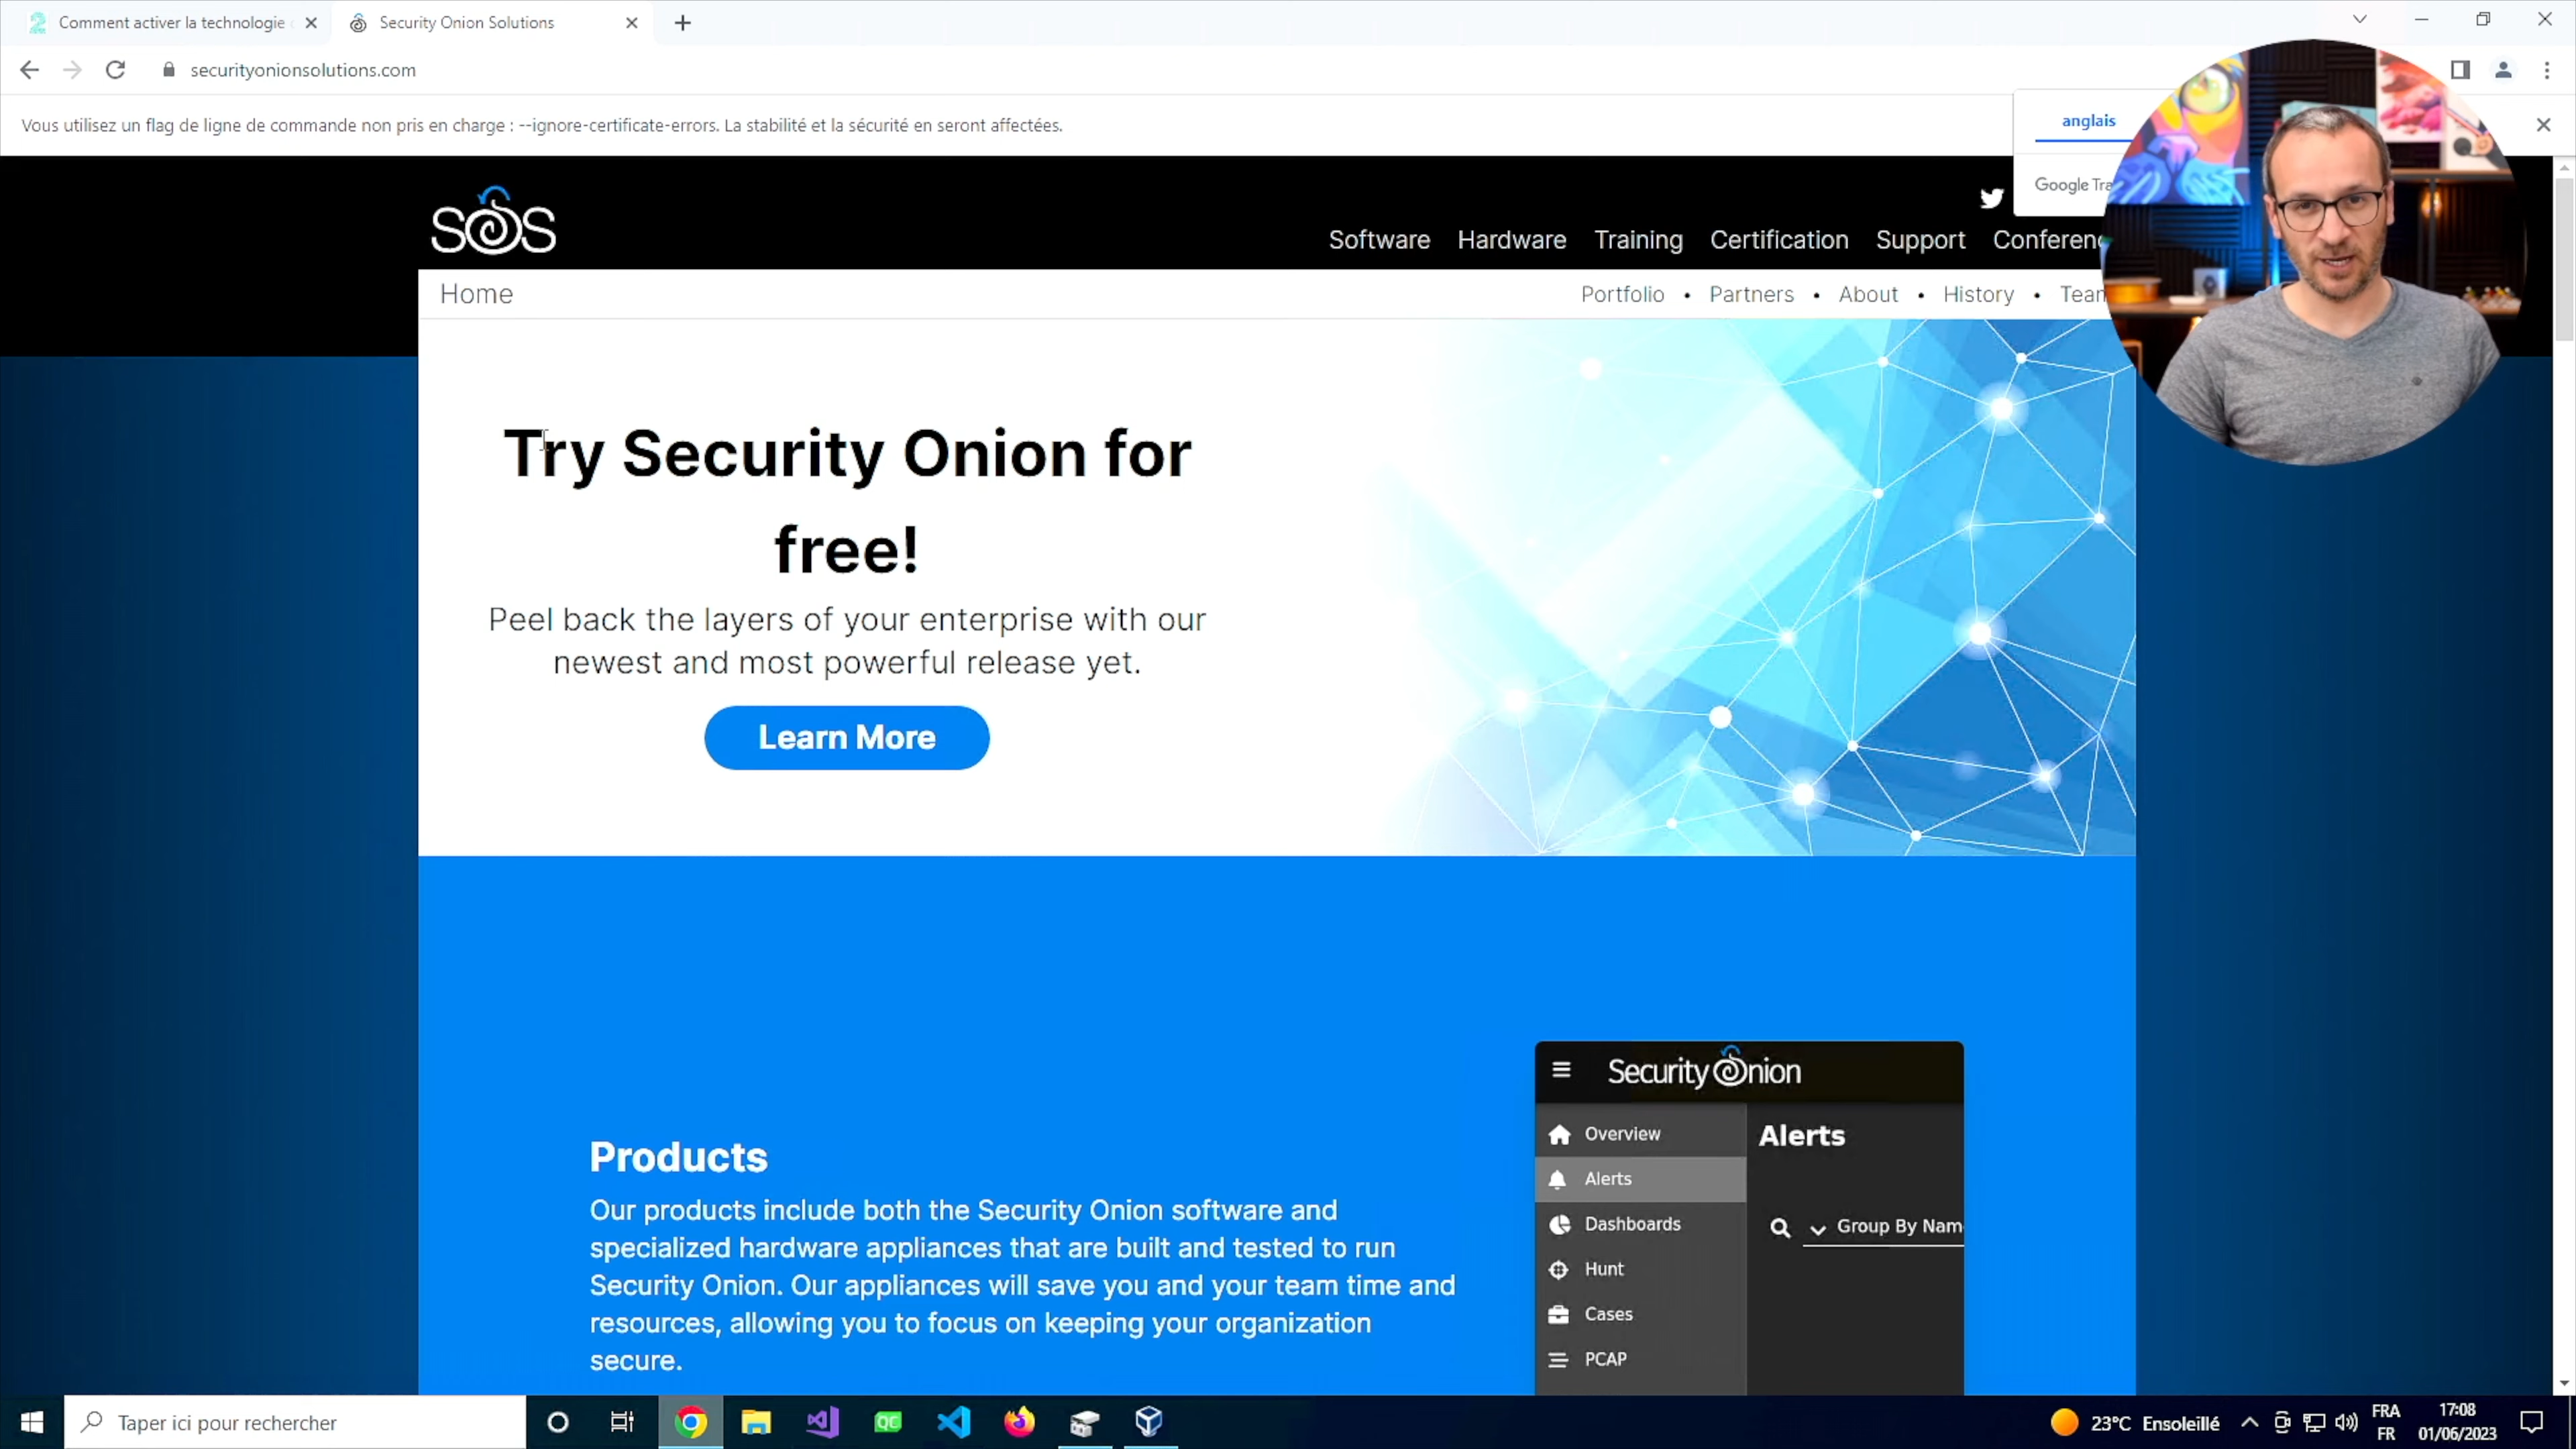 Comment activer la technologie
Security Onion Solutions
securityonionsolutions.com
Vous utilisez un flag de ligne de commande non pris en charge : --ignore-certificate-errors. La stabilité et la sécurité en seront affectées.
anglais
Google Tra
SOS
Software Hardware Training Certification Support Conferenc
Home
Portfolio • Partners • About • History • Team
Try Security Onion for
free!
Peel back the layers of your enterprise with our
newest and most powerful release yet.
Learn More
Security Onion
Overview
Alerts
Alerts
Dashboards
Group By Nam
Hunt
Cases
PCAP
Products
Our products include both the Security Onion software and
specialized hardware appliances that are built and tested to run
Security Onion. Our appliances will save you and your team time and
resources, allowing you to focus on keeping your organization
secure.
Taper ici pour rechercher
QC
23°C Ensoleillé
FRA
FR
17:08
01/06/2023